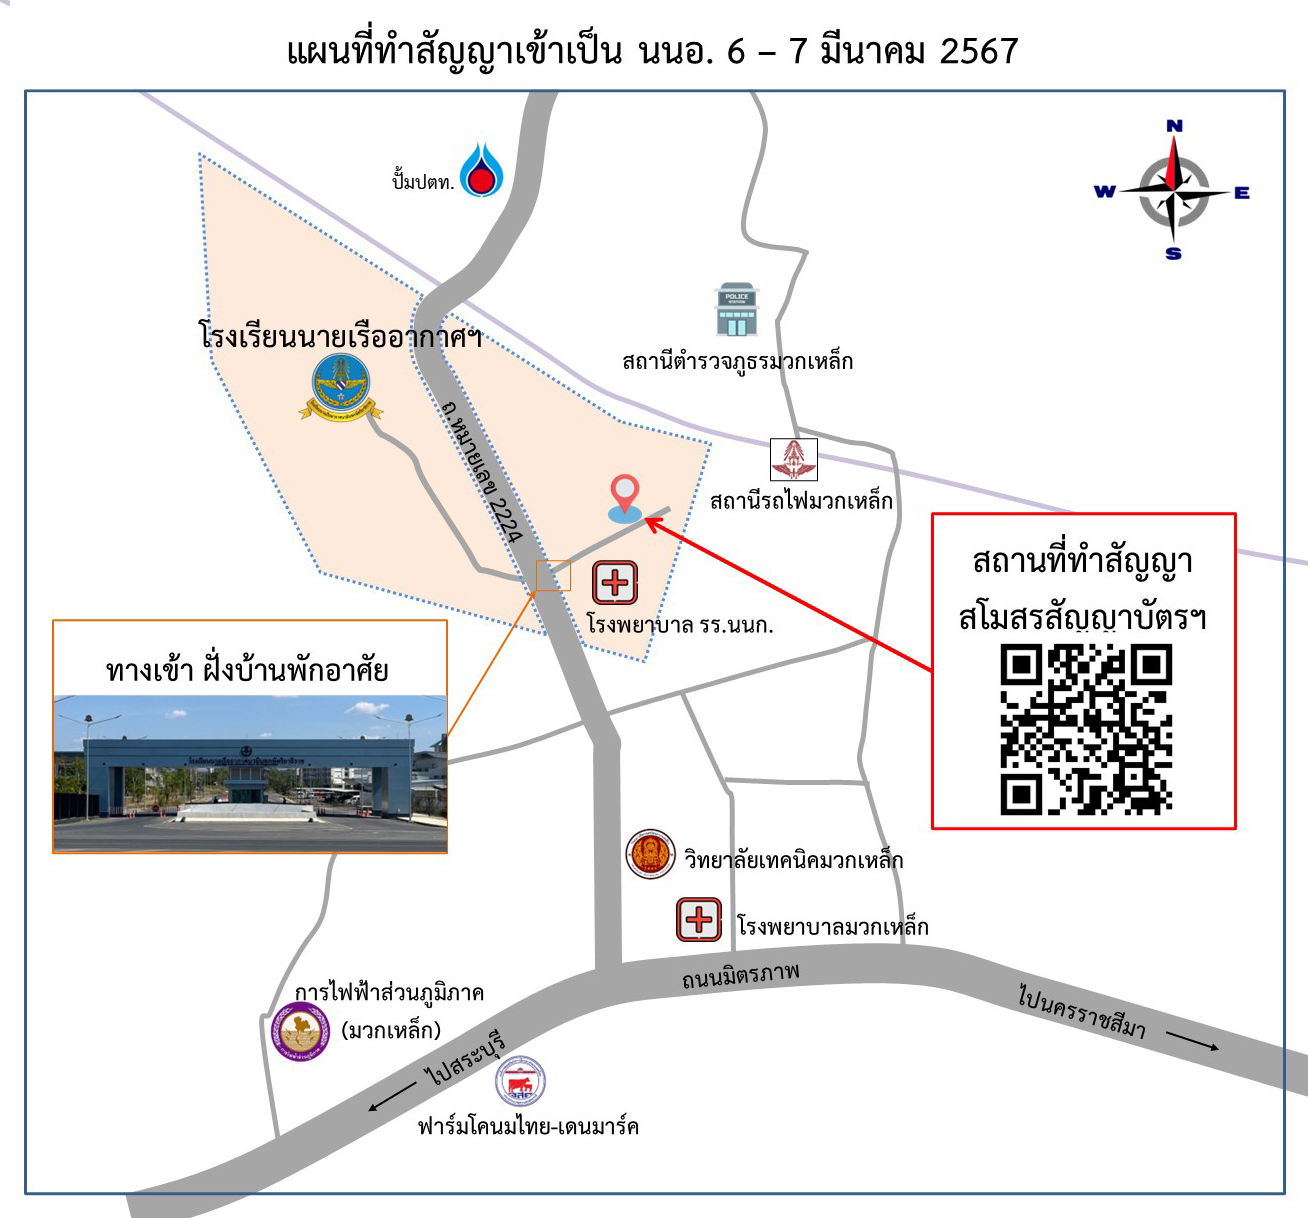 แผนที่ทำสัญญาเข้าเป็น นนอ. 6 – 7 มีนาคม 2567
N
W
E
S
ปั้มปตท.
POLICE
STATION
โรงเรียนนายเรืออากาศฯ
สถานีตำรวจภูธรมวกเหล็ก
ถ.หมายเลข 2224
สถานีรถไฟมวกเหล็ก
สถานที่ทำสัญญา
สโมสรสัญญาบัตรฯ
โรงพยาบาล รร.นนก.
ทางเข้า ฝั่งบ้านพักอาศัย
วิทยาลัยเทคนิคมวกเหล็ก
โรงพยาบาลมวกเหล็ก
ถนนมิตรภาพ
ไปนครราชสีมา
การไฟฟ้าส่วนภูมิภาค
(มวกเหล็ก)
ไปสระบุรี
ฟาร์มโคนมไทย-เดนมาร์ค